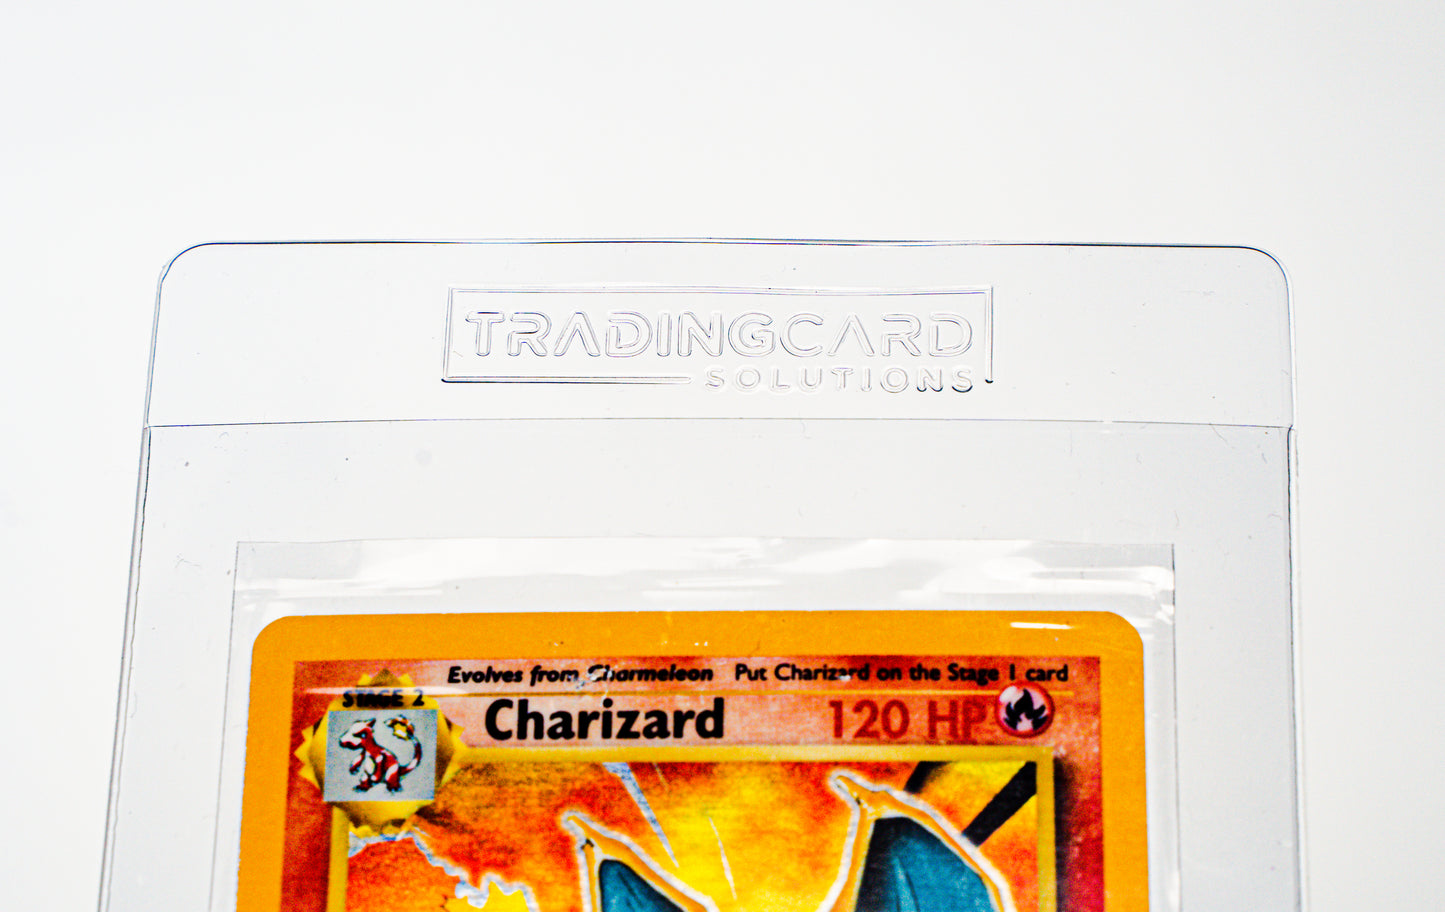 TRADINGCARD
SOLUTIONS
Evolves from Charmeleon Put Charizard on the Stage 1 card
STAGE 2
Charizard 120 HP